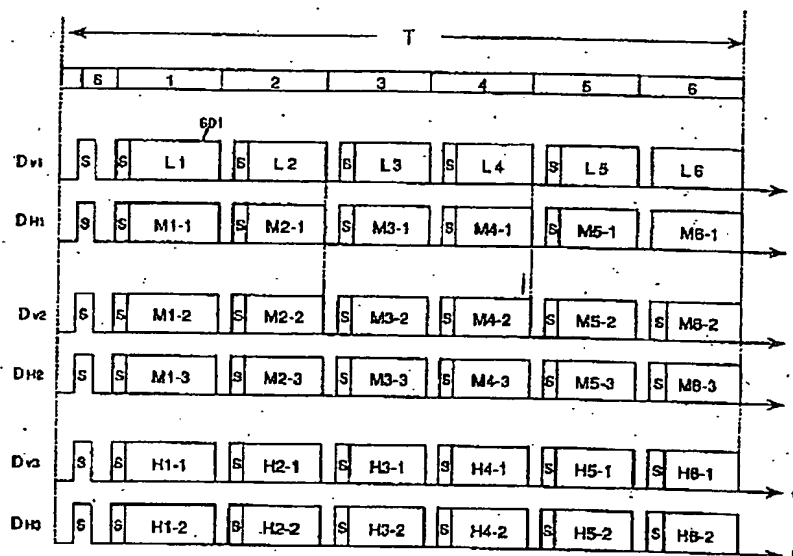 T
S 1 2 3 4 5 6
GD1
DV1 S S L1 S L2 S L3 S L4 S L5 L6
DH1 S S M1-1 S M2-1 S M3-1 S M4-1 S M5-1 M6-1
DV2 S S M1-2 S M2-2 S M3-2 S M4-2 S M5-2 S M6-2
DH2 S S M1-3 S M2-3 S M3-3 S M4-3 S M5-3 S M6-3
DV3 S S H1-1 S H2-1 S H3-1 S H4-1 S H5-1 S H6-1
DH3 S S H1-2 S H2-2 S H3-2 S H4-2 S H5-2 S H6-2